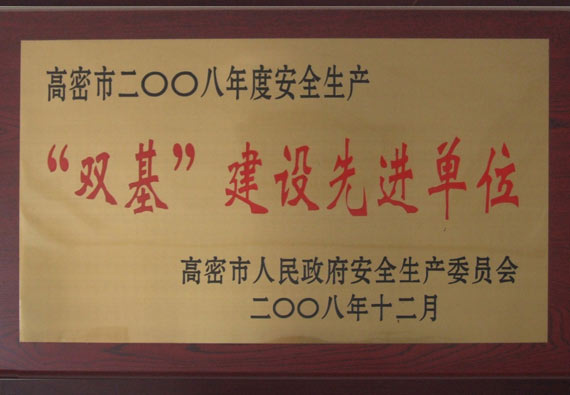 高密市二〇〇八年度安全生产
“双基”建设先进单位
高密市人民政府安全生产委员会
二〇〇八年十二月